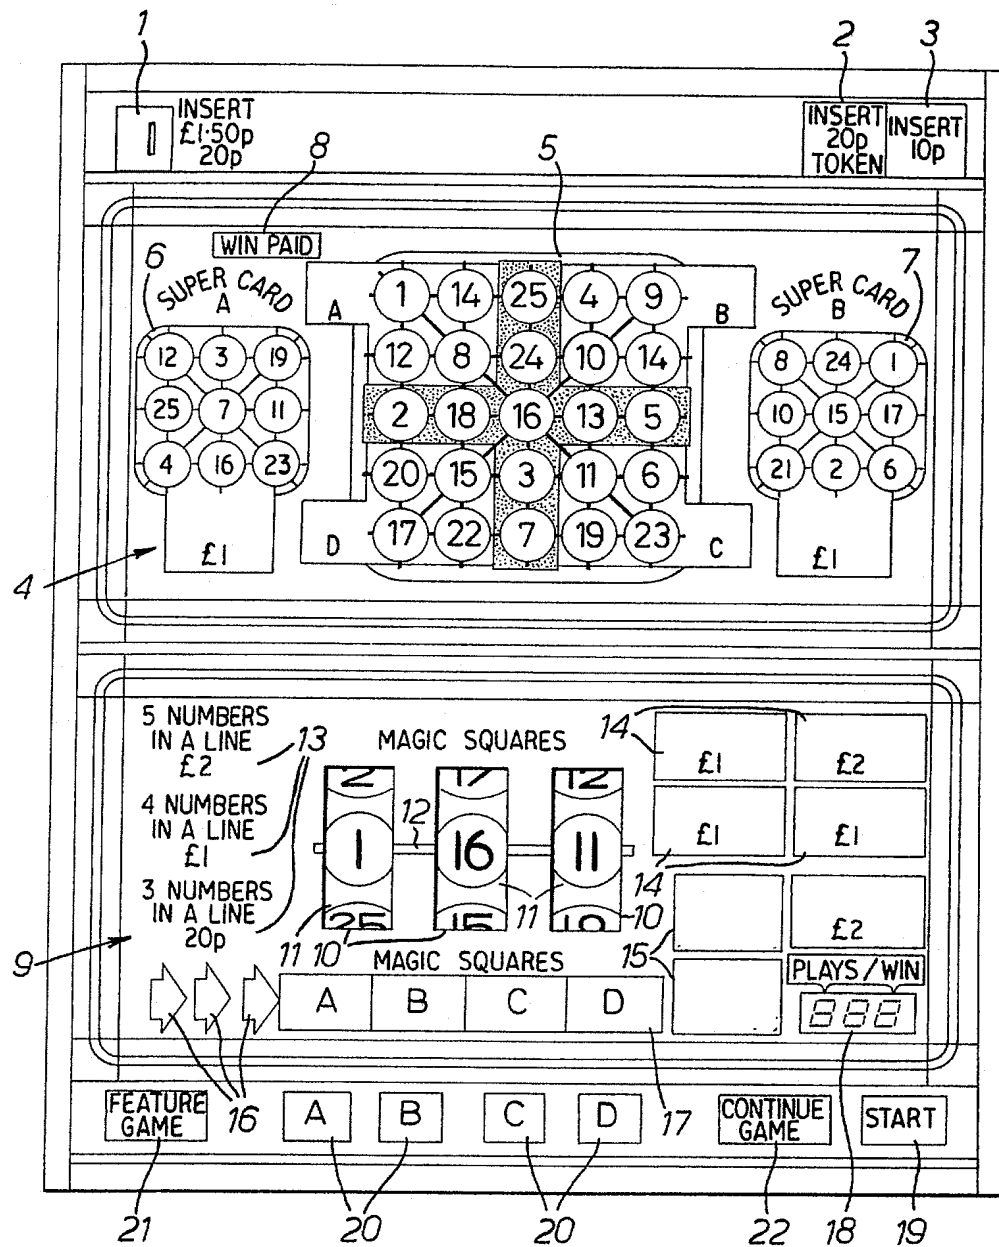 1
2
3
INSERT
£1·50p
20p
INSERT
20p
TOKEN
INSERT
10p
8
5
WIN PAID
6
7
SUPER CARD
A
SUPER CARD
B
A
B
1 14 25 4 9
12 8 24 10 14
2 18 16 13 5
20 15 3 11 6
17 22 7 19 23
12 3 19
25 7 11
4 16 23
8 24 1
10 15 17
21 2 6
D
C
£1
£1
4
5 NUMBERS
IN A LINE
£2
13
4 NUMBERS
IN A LINE
£1
3 NUMBERS
IN A LINE
20p
MAGIC SQUARES
2 17 12
12
1 16 11
25 15 10
11 10 11 10
MAGIC SQUARES
14
£1 £2
£1 £1
14
15
£2
9
PLAYS/WIN
888
A B C D
FEATURE
GAME
16
A B C D
17
CONTINUE
GAME
START
21
20
20
22
18
19